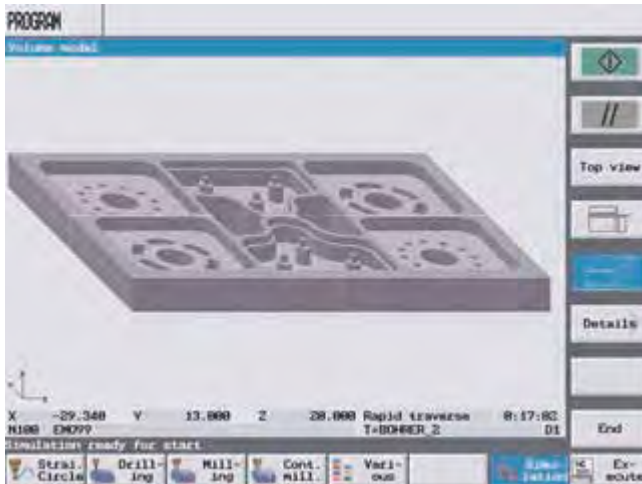 PROGRAM
Volume model
Top view
Details
End
X -29.340 Y 13.000 Z 20.000 Rapid traverse 0:17:02
N100 T=BOHRER_2 D1
Simulation ready for start
Strai. Circle
Drill- ing
Mill- ing
Cont. mill.
Vari- ous
Simu- lation
Ex- ecute